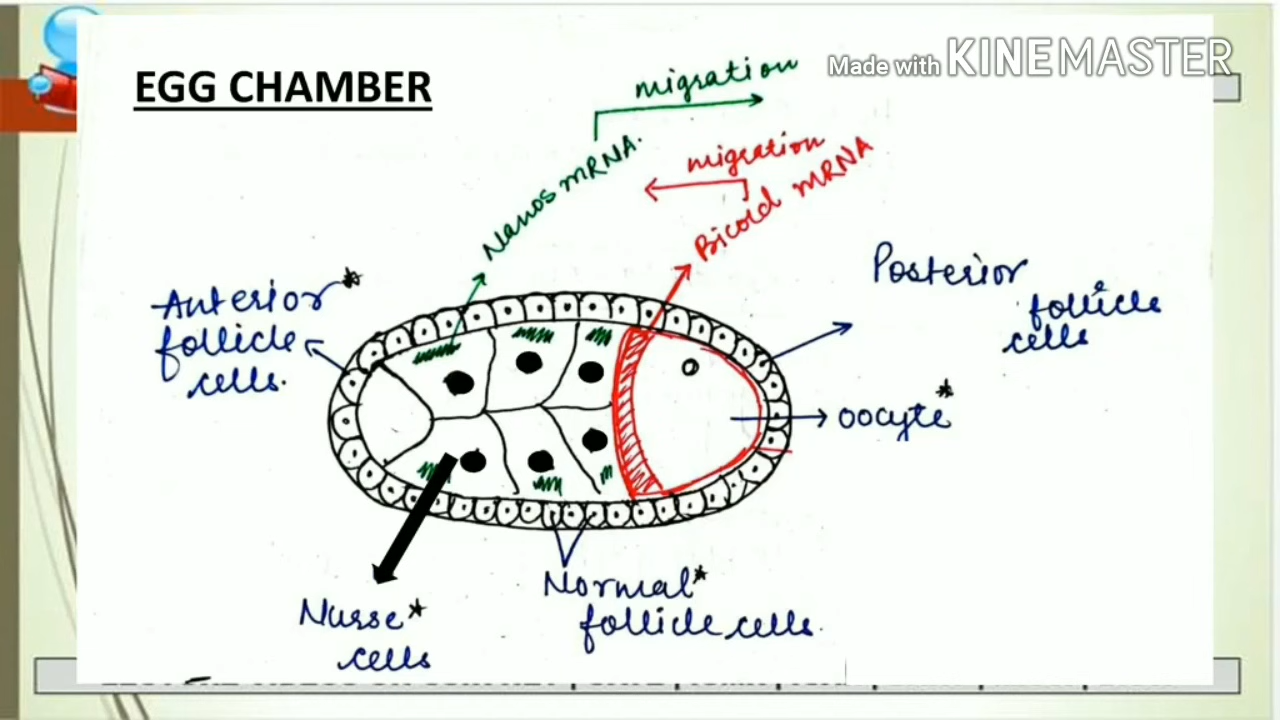 Made with KINEMASTER
EGG CHAMBER
migration
migration
Nanos mRNA.
Bicoid mRNA
Posterior
follicle
cells
Anterior*
follicle
cells.
oocyte*
Nurse*
cells
Normal*
follicle cells.